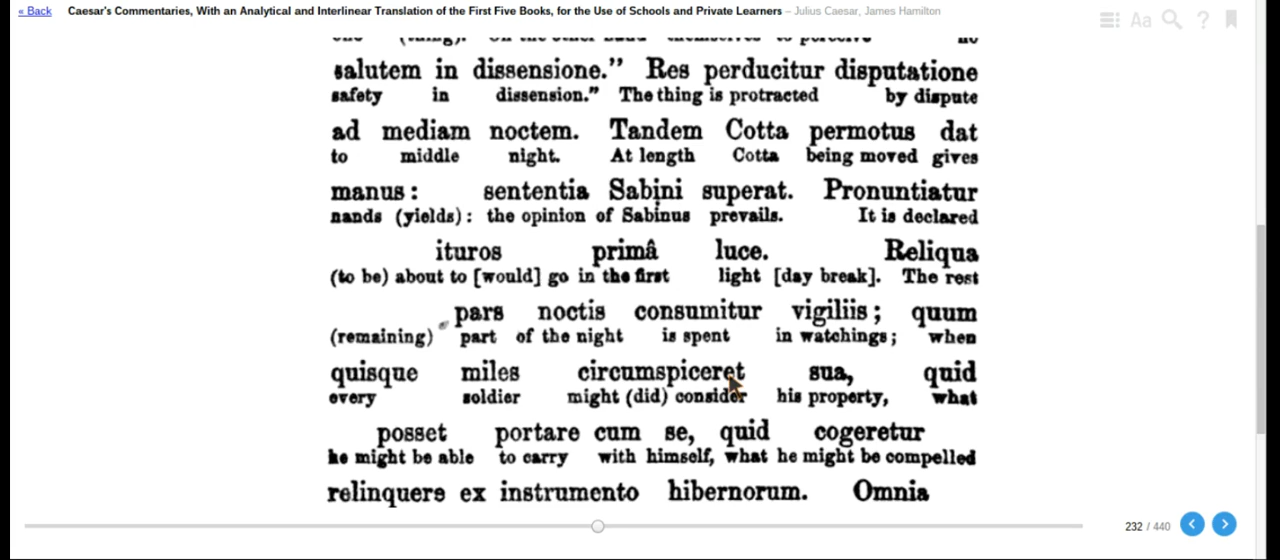 « Back Caesar's Commentaries, With an Analytical and Interlinear Translation of the First Five Books, for the Use of Schools and Private Learners – Julius Caesar, James Hamilton
salutem in dissensione.” Res perducitur disputatione
safety in dissension.” The thing is protracted by dispute
ad mediam noctem. Tandem Cotta permotus dat
to middle night. At length Cotta being moved gives
manus: sententia Sabini superat. Pronuntiatur
nands (yields): the opinion of Sabinus prevails. It is declared
ituros primâ luce. Reliqua
(to be) about to [would] go in the first light [day break]. The rest
pars noctis consumitur vigiliis; quum
(remaining) part of the night is spent in watchings; when
quisque miles circumspiceret sua, quid
every soldier might (did) consider his property, what
posset portare cum se, quid cogeretur
he might be able to carry with himself, what he might be compelled
relinquere ex instrumento hibernorum. Omnia
232 / 440